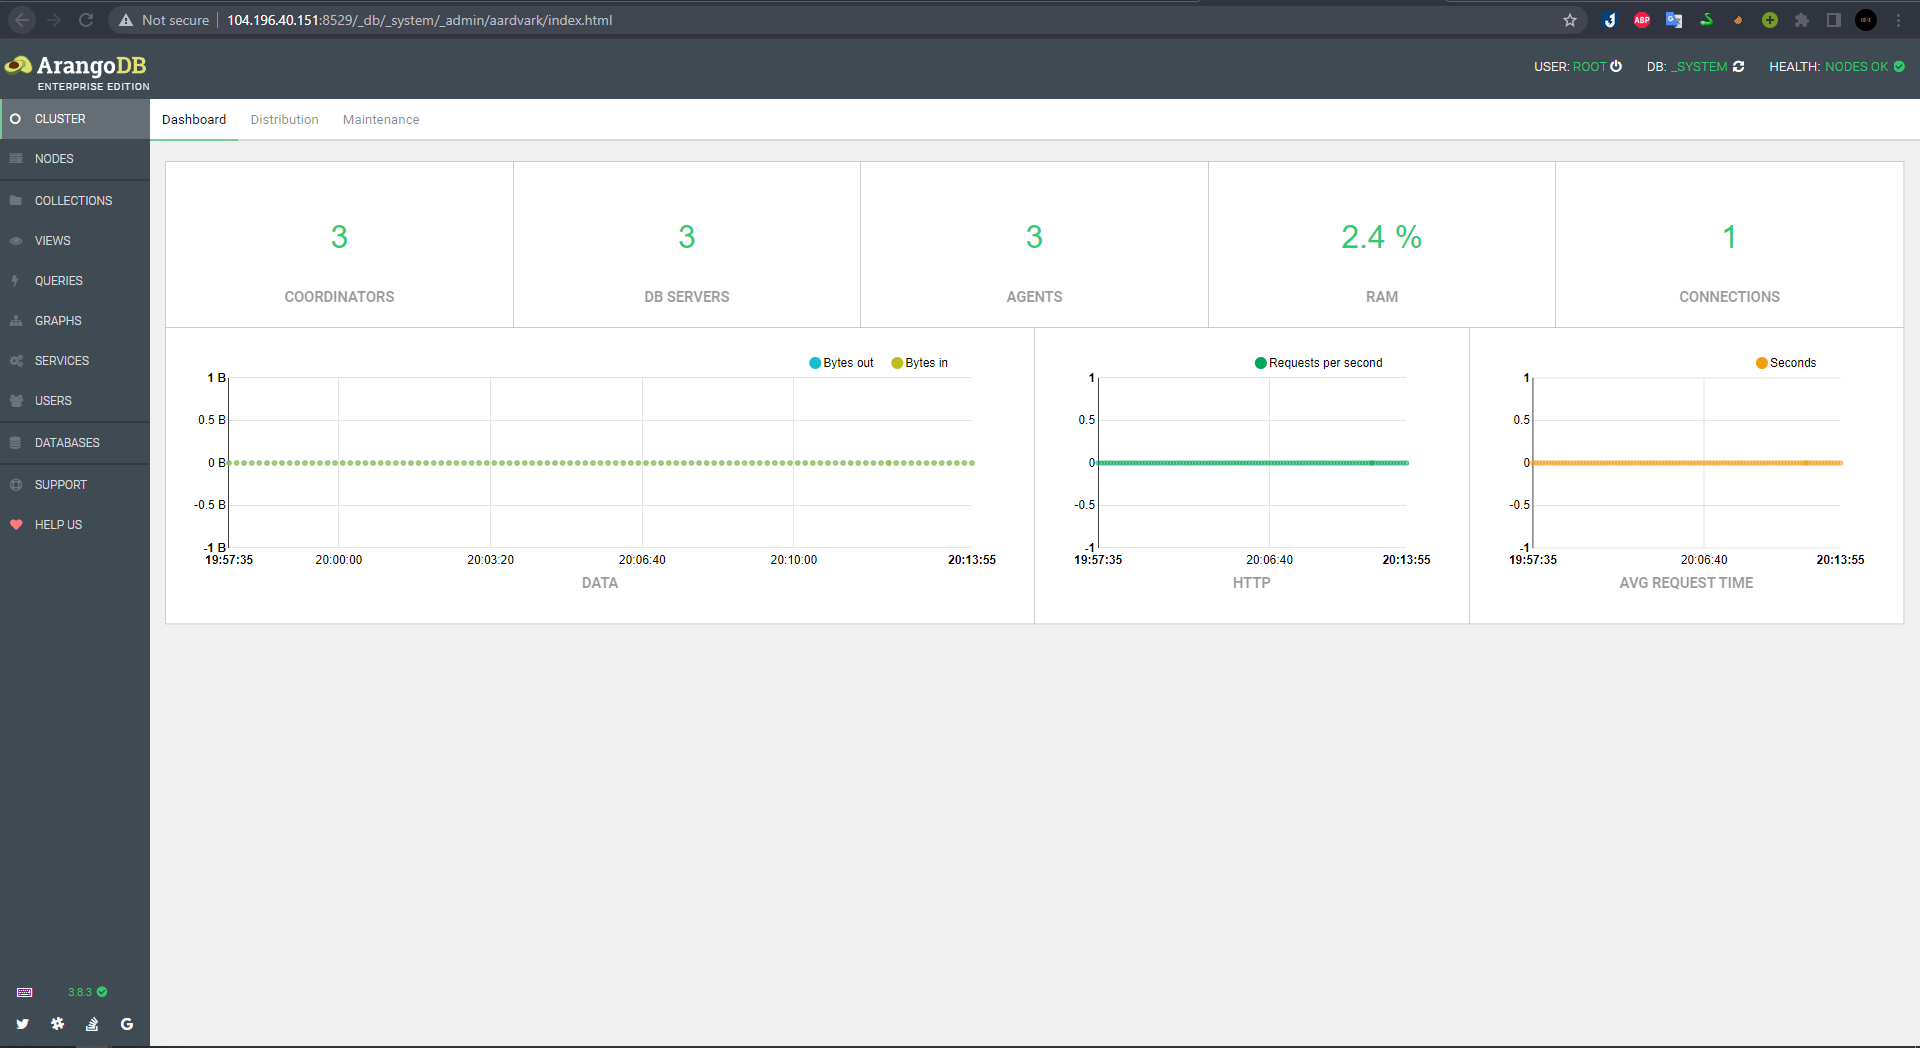 Not secure 104.196.40.151:8529/_db/_system/_admin/aardvark/index.html
ABP
ArangoDB
ENTERPRISE EDITION
USER: ROOT DB: _SYSTEM HEALTH: NODES OK
CLUSTER
NODES
COLLECTIONS
VIEWS
QUERIES
GRAPHS
SERVICES
USERS
DATABASES
SUPPORT
HELP US
3.8.3
Dashboard Distribution Maintenance
3
COORDINATORS
3
DB SERVERS
3
AGENTS
2.4 %
RAM
1
CONNECTIONS
Bytes out Bytes in
1 B
0.5 B
0 B
-0.5 B
-1 B
19:57:35 20:00:00 20:03:20 20:06:40 20:10:00 20:13:55
DATA
Requests per second
1
0.5
0
-0.5
-1
19:57:35 20:06:40 20:13:55
HTTP
Seconds
1
0.5
0
-0.5
-1
19:57:35 20:06:40 20:13:55
AVG REQUEST TIME